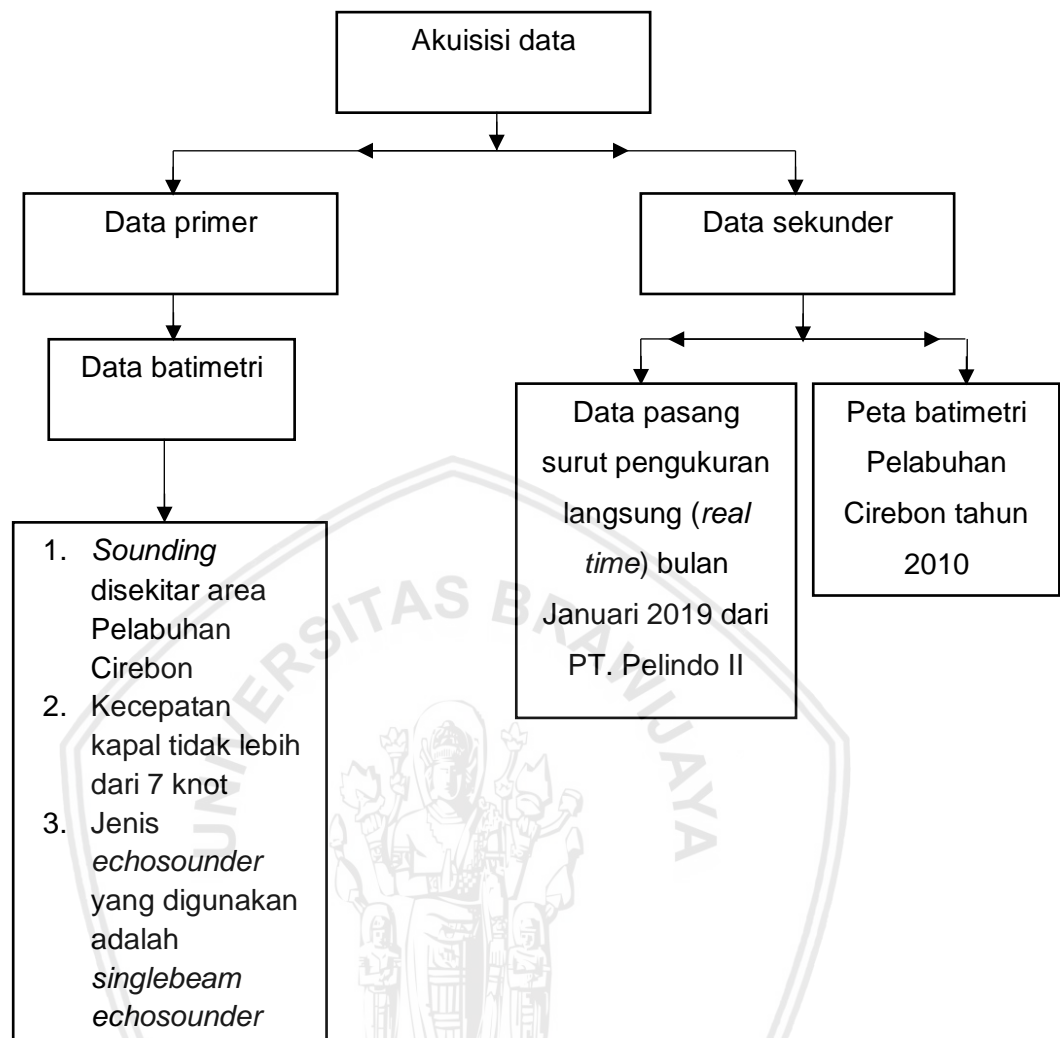 Akuisisi data
Data primer
Data sekunder
Data batimetri
Data pasang
surut pengukuran
langsung (real
time) bulan
Januari 2019 dari
PT. Pelindo II
Peta batimetri
Pelabuhan
Cirebon tahun
2010
1. Sounding
disekitar area
Pelabuhan
Cirebon
2. Kecepatan
kapal tidak lebih
dari 7 knot
3. Jenis
echosounder
yang digunakan
adalah
singlebeam
echosounder
UNIVERSITAS BRAWIJAYA